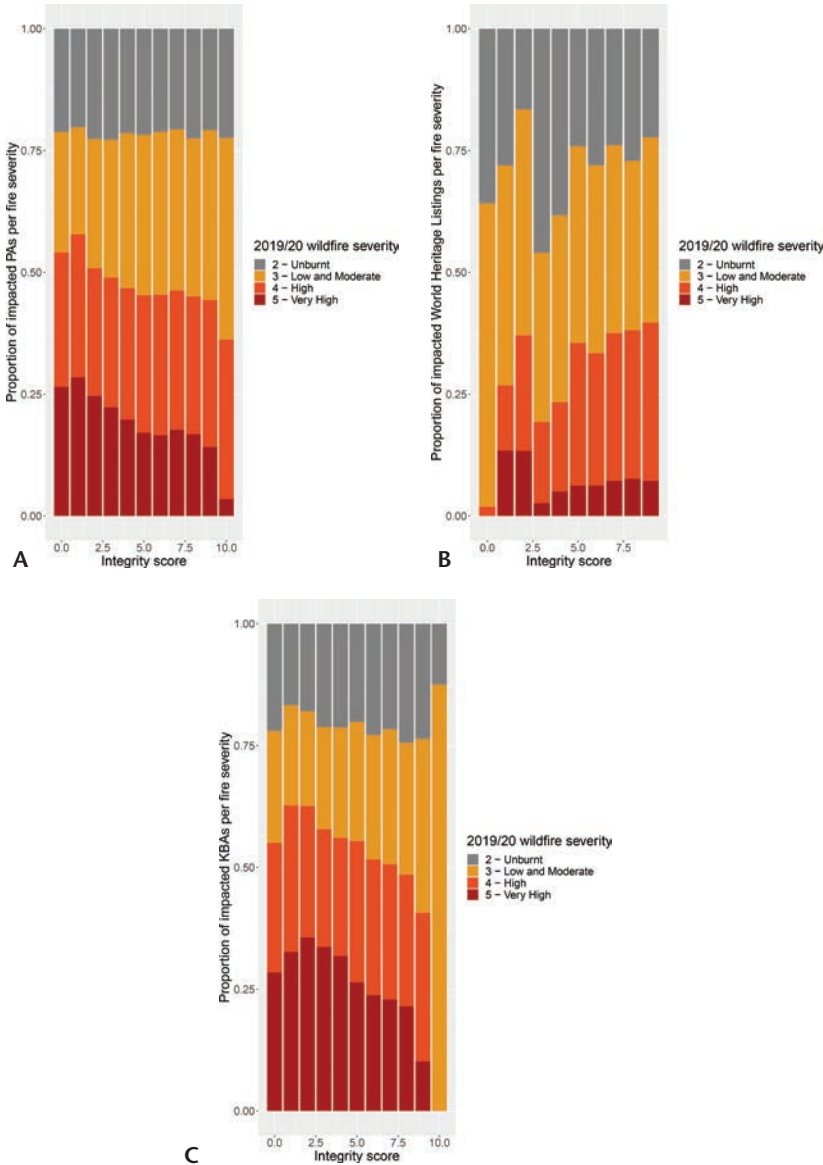 Proportion of impacted PAs per fire severity
1.00
0.75
0.50
0.25
0.00
0.0 2.5 5.0 7.5 10.0
Integrity score
2019/20 wildfire severity
2 − Unburnt
3 − Low and Moderate
4 − High
5 − Very High
A
Proportion of impacted World Heritage Listings per fire severity
1.00
0.75
0.50
0.25
0.00
0.0 2.5 5.0 7.5
Integrity score
2019/20 wildfire severity
2 − Unburnt
3 − Low and Moderate
4 − High
5 − Very High
B
Proportion of impacted KBAs per fire severity
1.00
0.75
0.50
0.25
0.00
0.0 2.5 5.0 7.5 10.0
Integrity score
2019/20 wildfire severity
2 − Unburnt
3 − Low and Moderate
4 − High
5 − Very High
C